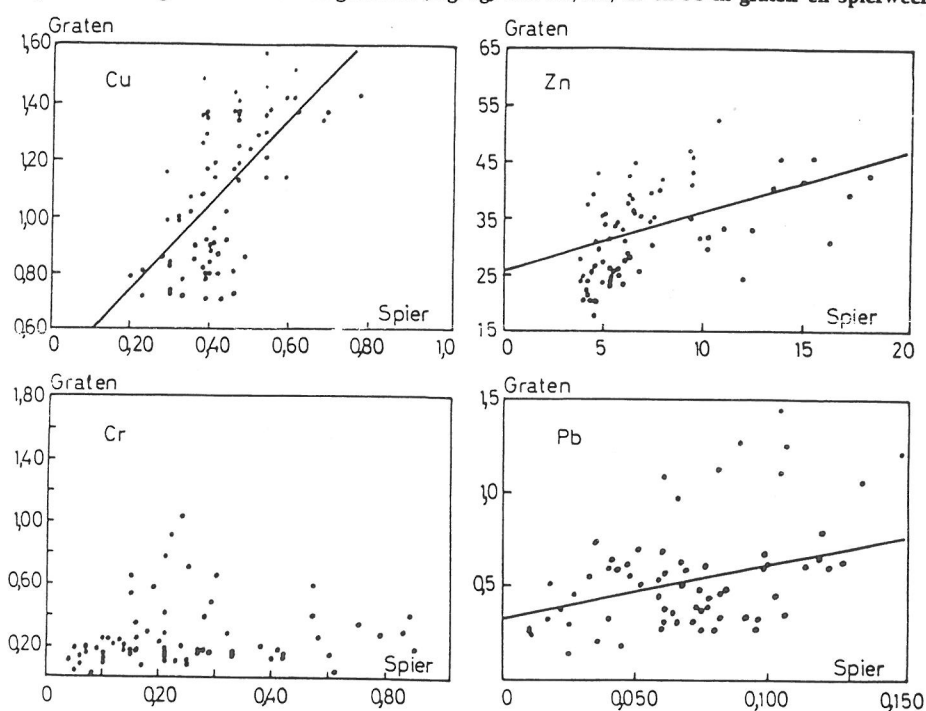 graten en
Graten
1,60
Cu
1,40
1,20
1,00
0,80
0,60
Spier
0 0,20 0,40 0,60 0,80 1,0
Graten
65
Zn
55
45
35
25
15
Spier
0 5 10 15 20
Graten
1,80
Cr
1,40
1,00
0,60
0,20
Spier
0 0,20 0,40 0,80
Graten
1,5
Pb
1,0
0,5
Spier
0 0,050 0,100 0,150